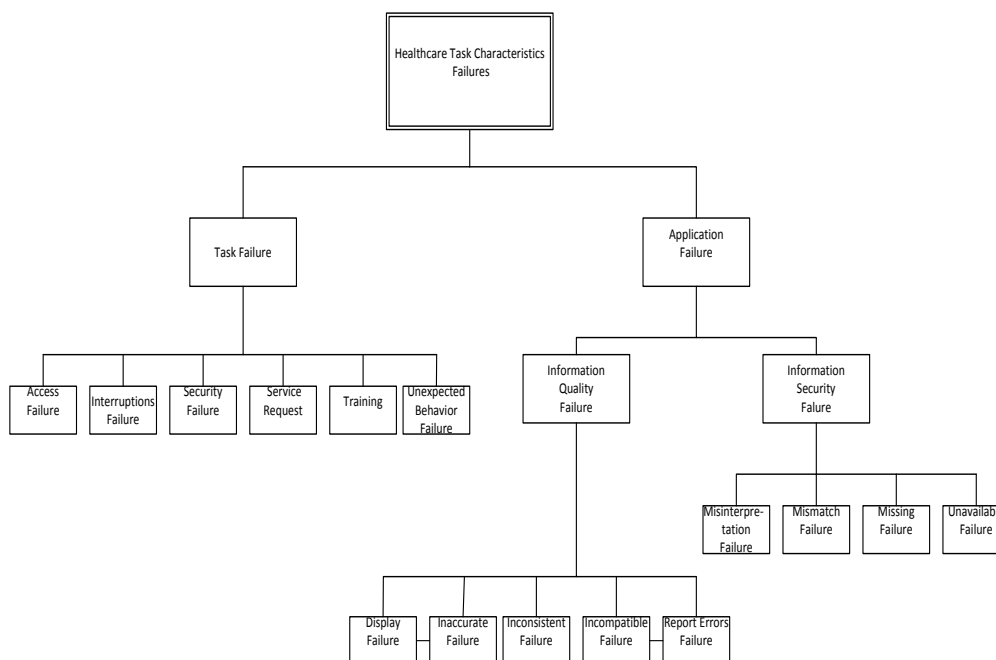 Healthcare Task Characteristics
Failures
Task Failure
Application
Failure
Information
Quality
Failure
Information
Security
Failure
Access
Failure
Interruptions
Failure
Security
Failure
Service
Request
Training
Unexpected
Behavior
Failure
Misinterpre-
tation
Failure
Mismatch
Failure
Missing
Failure
Unavailabl
Failure
Display
Failure
Inaccurate
Failure
Inconsistent
Failure
Incompatible
Failure
Report Errors
Failure